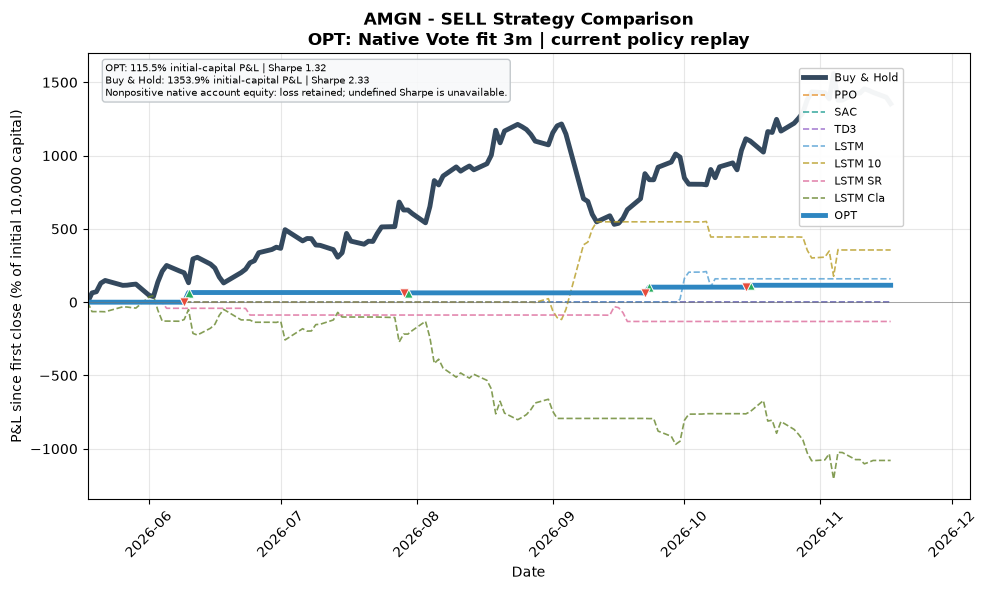 AMGN - SELL Strategy Comparison
OPT: Native Vote fit 3m | current policy replay
OPT: 115.5% initial-capital P&L | Sharpe 1.32
Buy & Hold: 1353.9% initial-capital P&L | Sharpe 2.33
Nonpositive native account equity: loss retained; undefined Sharpe is unavailable.
Buy & Hold
PPO
SAC
TD3
LSTM
LSTM 10
LSTM SR
LSTM Cla
OPT
P&L since first close (% of initial 10,000 capital)
1500
1000
500
0
−500
−1000
2026-06
2026-07
2026-08
2026-09
2026-10
2026-11
2026-12
Date